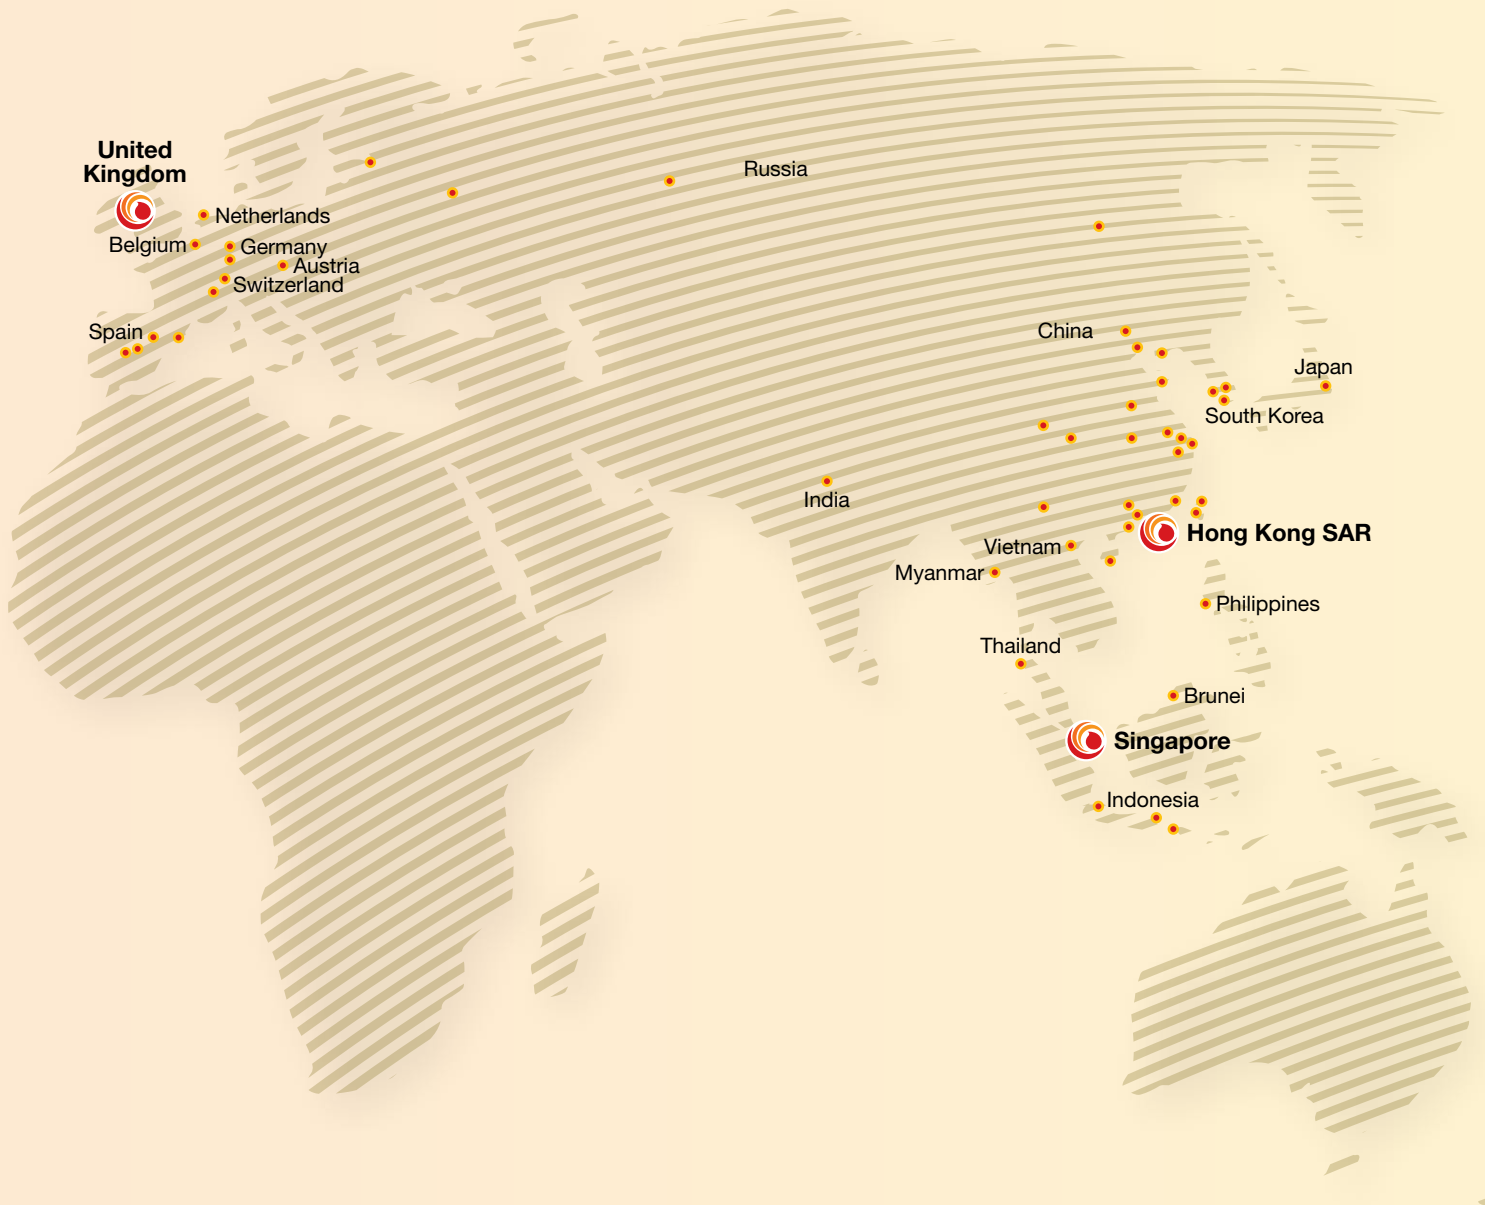 United
Kingdom
Russia
Netherlands
Belgium
Germany
Austria
Switzerland
Spain
China
Japan
South Korea
India
Hong Kong SAR
Vietnam
Myanmar
Philippines
Thailand
Brunei
Singapore
Indonesia